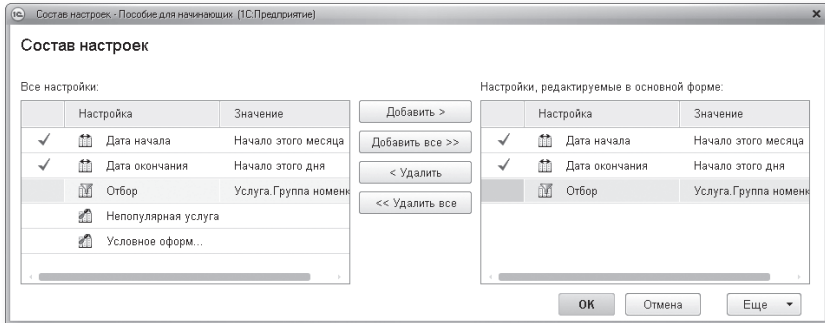 1С Состав настроек - Пособие для начинающих (1С:Предприятие)
Состав настроек
Все настройки:
Настройка Значение
Дата начала Начало этого месяца
Дата окончания Начало этого дня
Отбор Услуга.Группа номенк
Непопулярная услуга
Условное оформ...
Добавить >
Добавить все >>
< Удалить
<< Удалить все
Настройки, редактируемые в основной форме:
Настройка Значение
Дата начала Начало этого месяца
Дата окончания Начало этого дня
Отбор Услуга.Группа номенк
ОК Отмена Еще